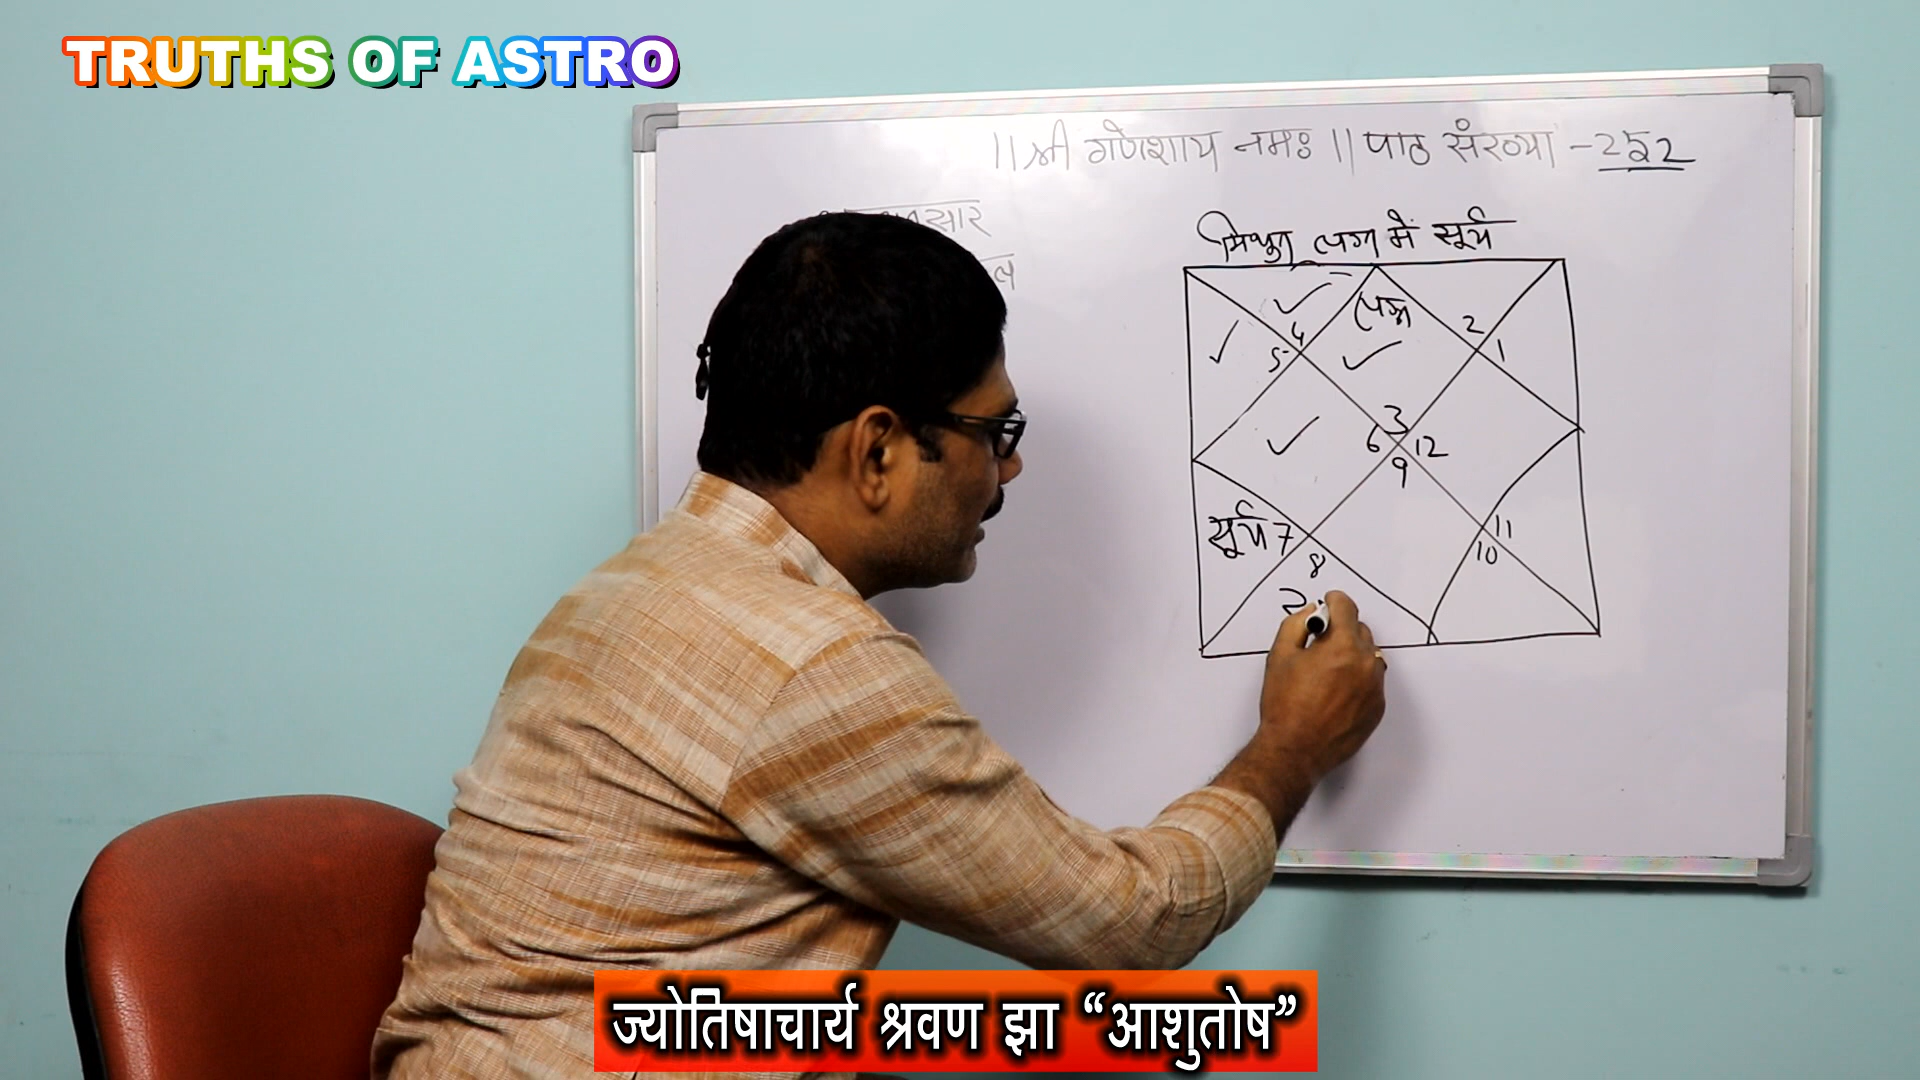 TRUTHS OF ASTRO
|| श्री गणेशाय नमः || पाठ संख्या - 252
मिथुन लग्न में सूर्य
लग्न
2
1
4
5
3
6
12
9
सूर्य 7
8
11
10
ज्योतिषाचार्य श्रवण झा “आशुतोष”